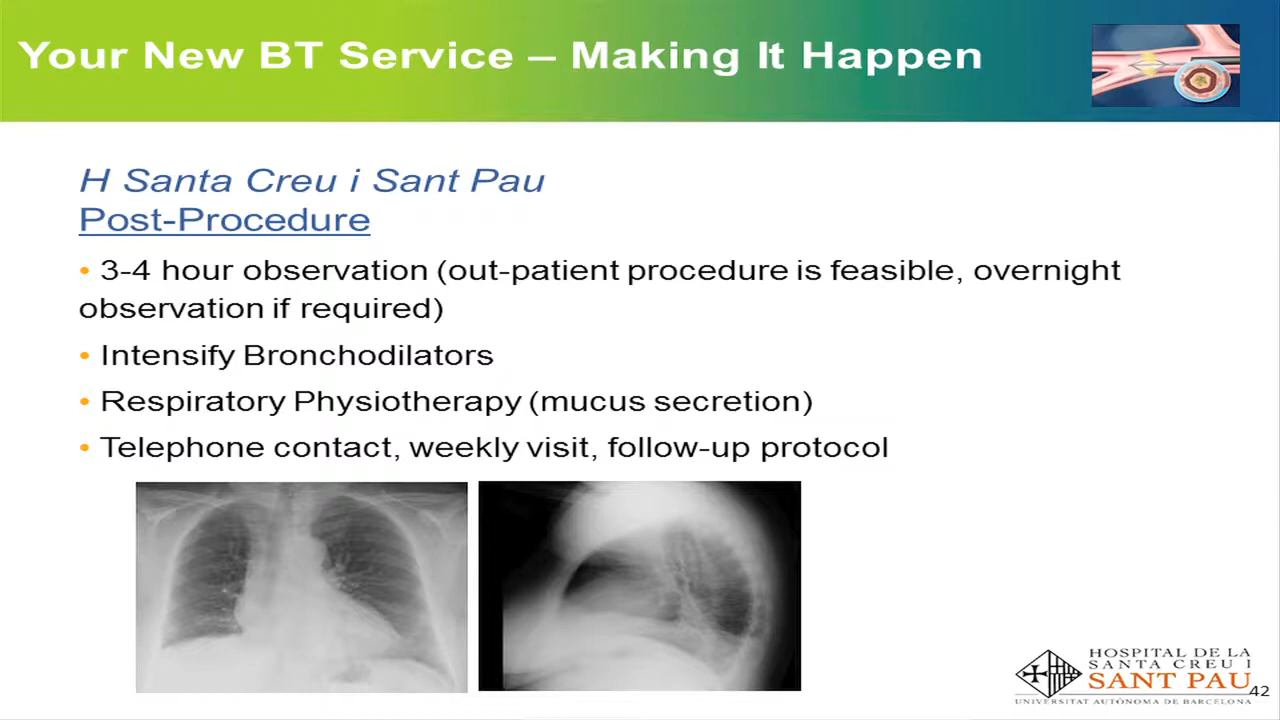 Your New BT Service – Making It Happen
H Santa Creu i Sant Pau
Post-Procedure
• 3-4 hour observation (out-patient procedure is feasible, overnight
observation if required)
• Intensify Bronchodilators
• Respiratory Physiotherapy (mucus secretion)
• Telephone contact, weekly visit, follow-up protocol
HOSPITAL DE LA
SANTA CREU I
SANT PAU
UNIVERSITAT AUTÒNOMA DE BARCELONA
42